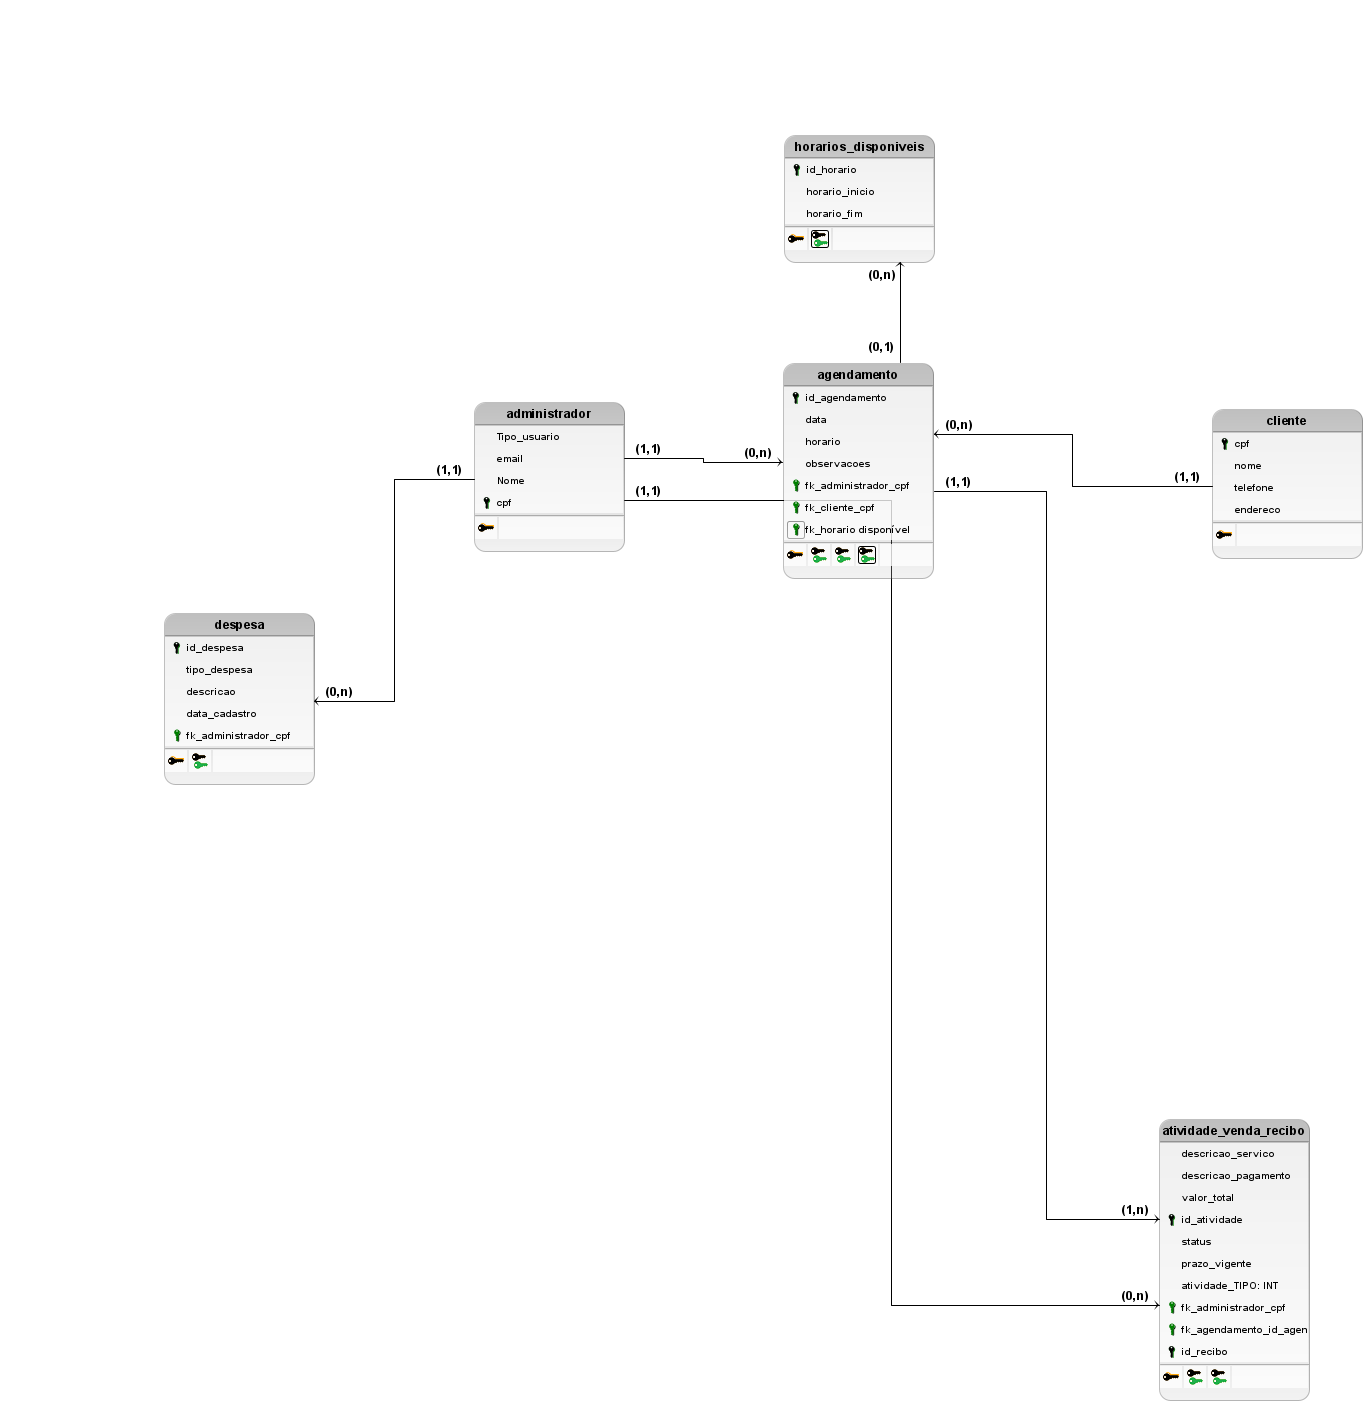 horarios_disponiveis
id_horario
horario_inicio
horario_fim
(0,n)
(0,1)
agendamento
id_agendamento
data
horario
observacoes
fk_administrador_cpf
fk_cliente_cpf
fk_horario disponível
administrador
Tipo_usuario
email
Nome
cpf
(1,1)
(0,n)
(1,1)
(1,1)
(0,n)
(1,1)
(1,1)
cliente
cpf
nome
telefone
endereco
despesa
id_despesa
tipo_despesa
descricao
data_cadastro
fk_administrador_cpf
(0,n)
atividade_venda_recibo
descricao_servico
descricao_pagamento
valor_total
id_atividade
status
prazo_vigente
atividade_TIPO: INT
fk_administrador_cpf
fk_agendamento_id_agen
id_recibo
(1,n)
(0,n)